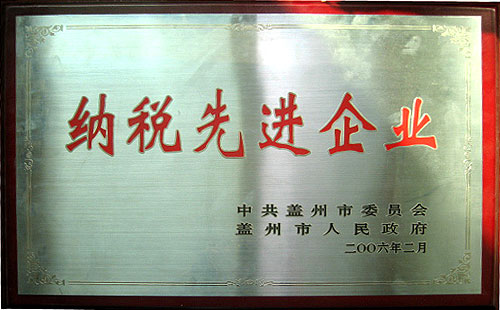 纳税先进企业
中共盖州市委员会
盖州市人民政府
二〇〇六年二月